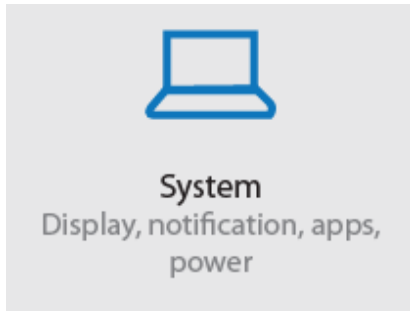 System
Display, notification, apps,
power